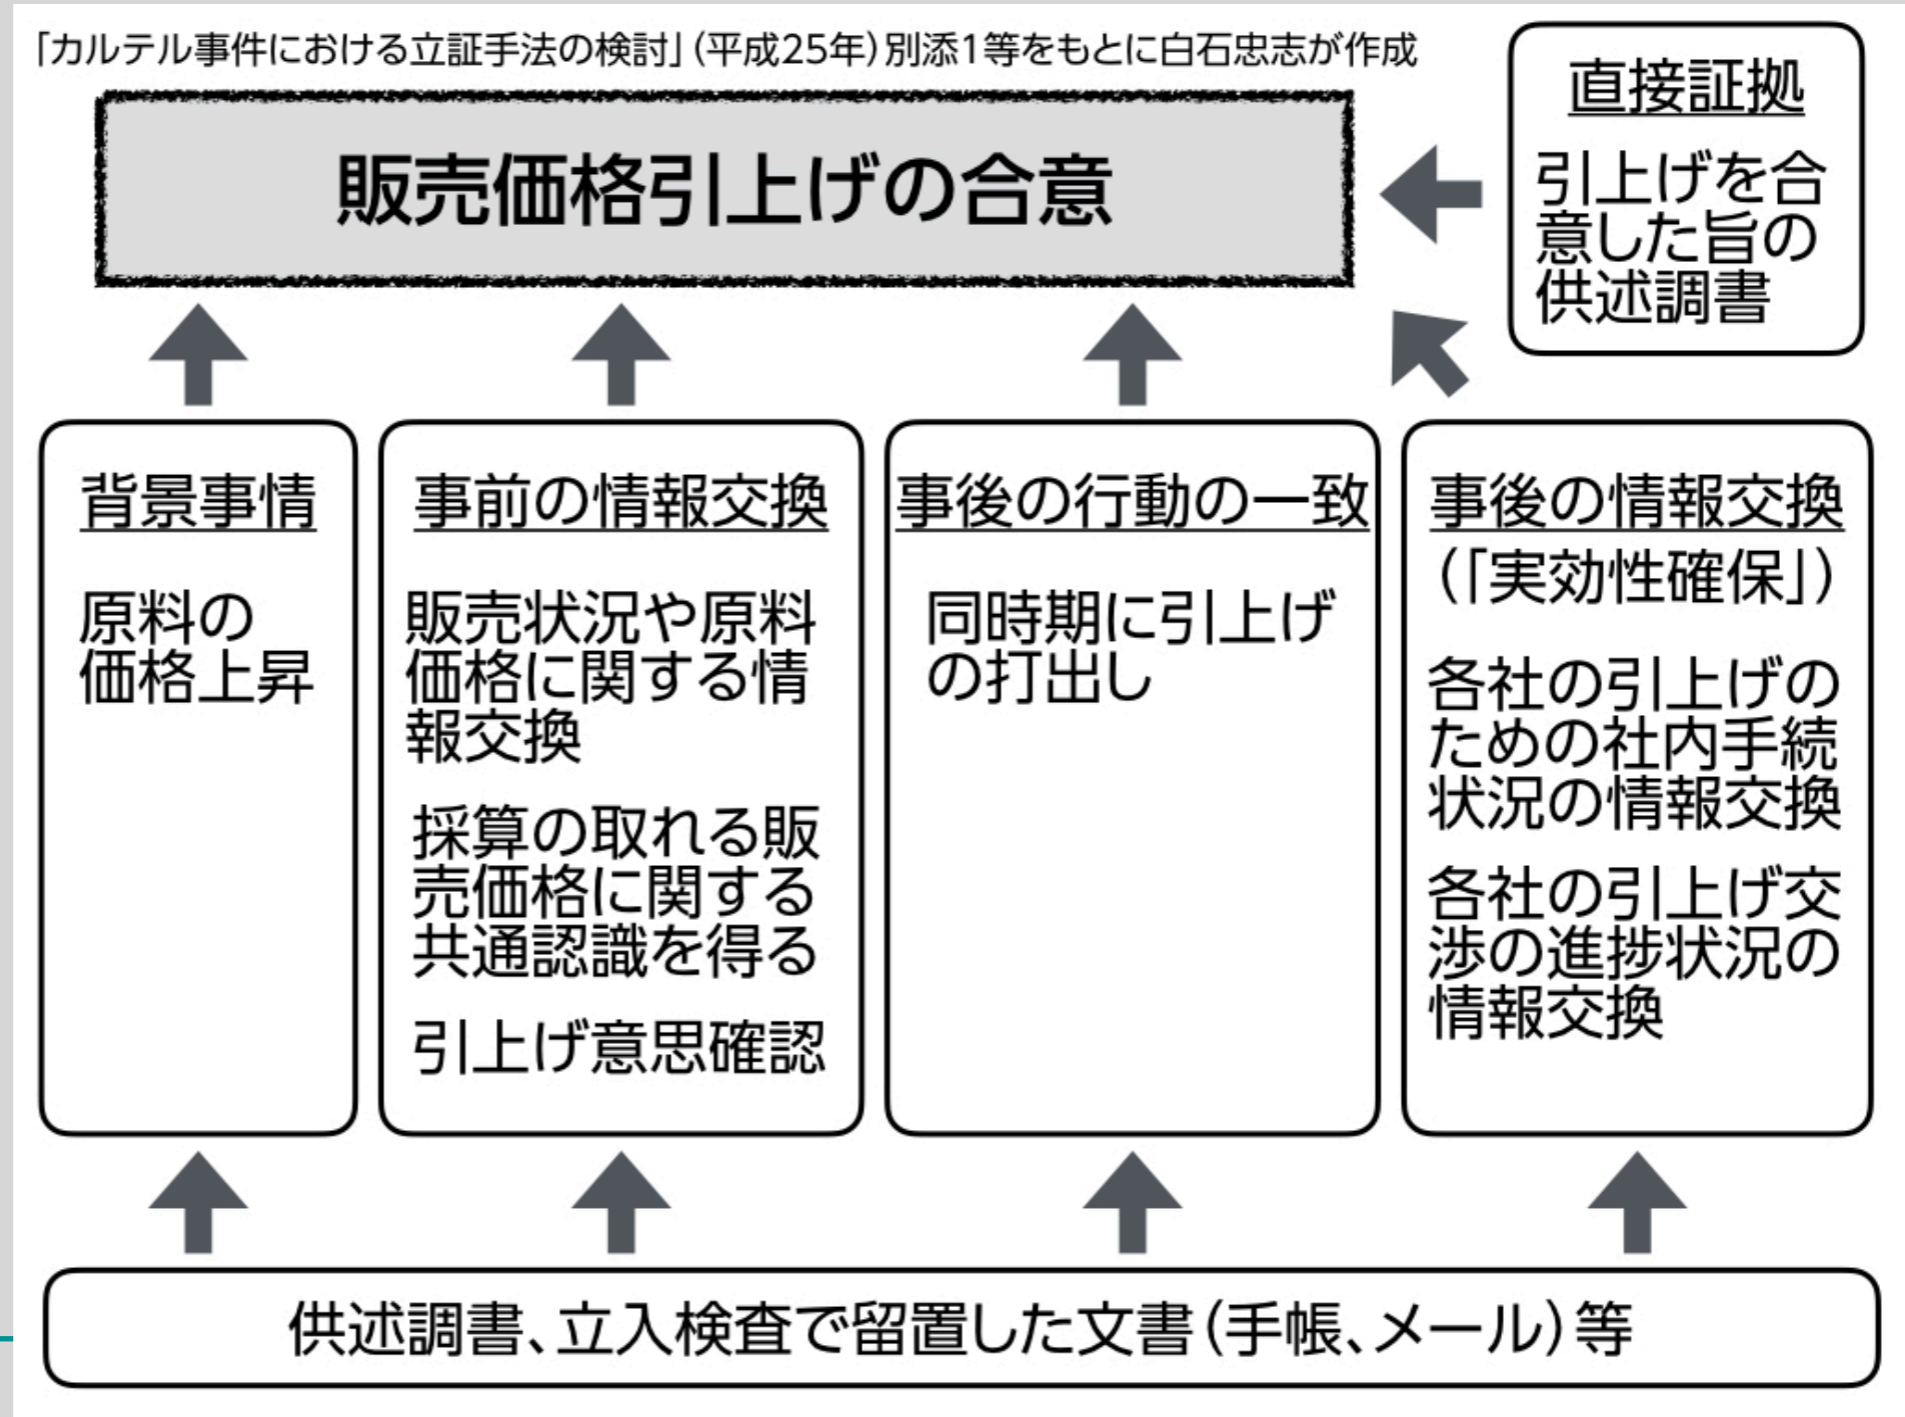 「カルテル事件における立証手法の検討」(平成25年)別添1等をもとに白石忠志が作成
販売価格引上げの合意
直接証拠
引上げを合
意した旨の
供述調書
背景事情
原料の
価格上昇
事前の情報交換
販売状況や原料
価格に関する情
報交換
採算の取れる販
売価格に関する
共通認識を得る
引上げ意思確認
事後の行動の一致
同時期に引上げ
の打出し
事後の情報交換
(「実効性確保」)
各社の引上げの
ための社内手続
状況の情報交換
各社の引上げ交
渉の進捗状況の
情報交換
供述調書、立入検査で留置した文書(手帳、メール)等